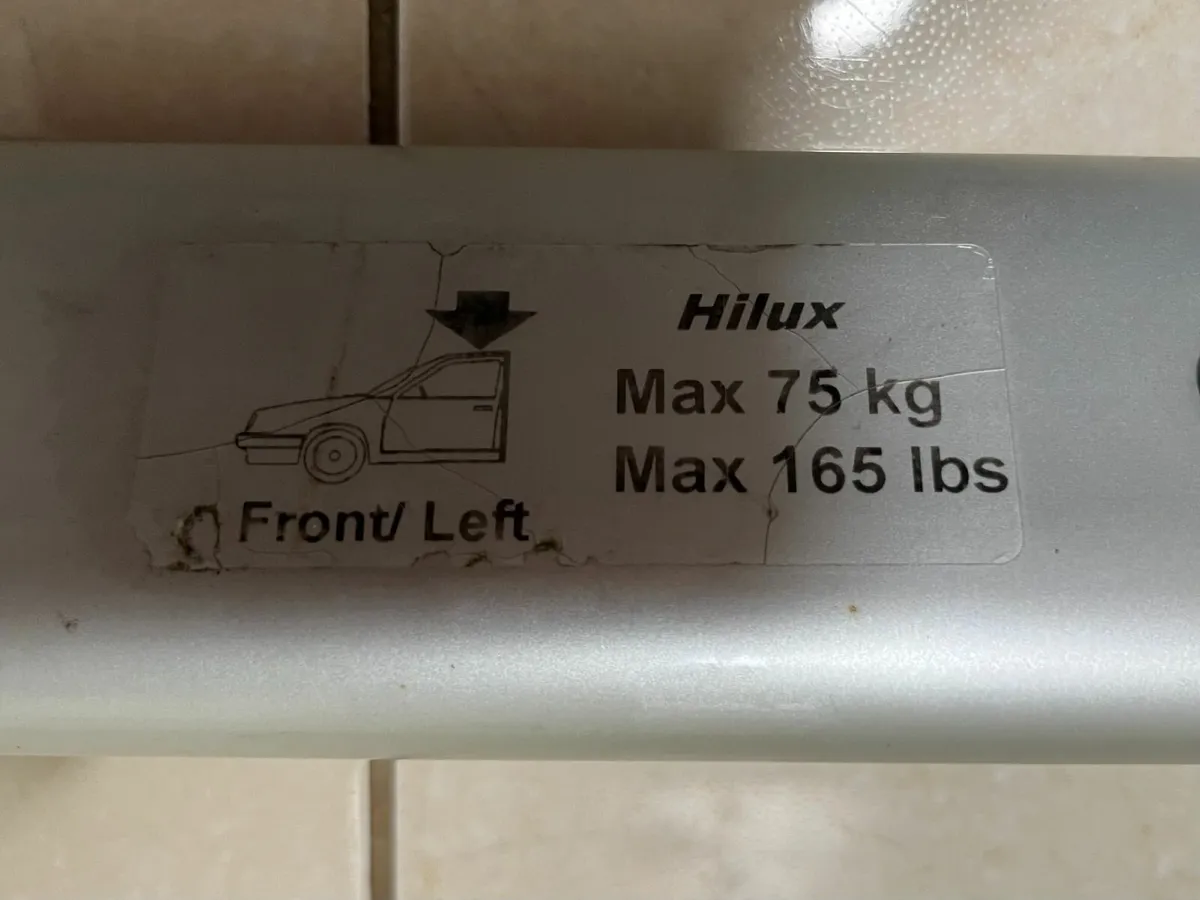 Hilux
Max 75 kg
Max 165 lbs
Front/ Left